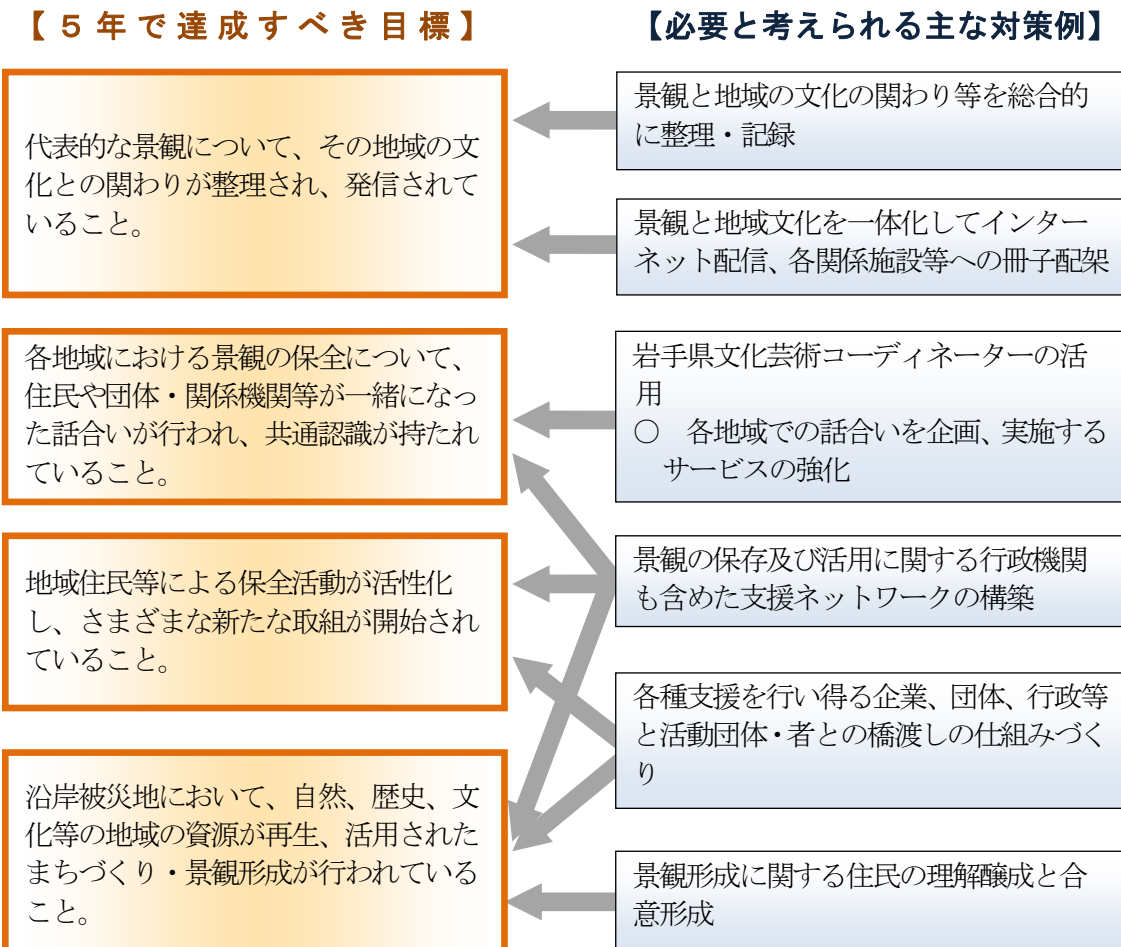 【５年で達成すべき目標】
【必要と考えられる主な対策例】
代表的な景観について、その地域の文
化との関わりが整理され、発信されて
いること。
景観と地域の文化の関わり等を総合的
に整理・記録
景観と地域文化を一体化してインター
ネット配信、各関係施設等への冊子配架
各地域における景観の保全について、
住民や団体・関係機関等が一緒になっ
た話合いが行われ、共通認識が持たれ
ていること。
岩手県文化芸術コーディネーターの活
用
○　各地域での話合いを企画、実施する
サービスの強化
地域住民等による保全活動が活性化
し、さまざまな新たな取組が開始され
ていること。
景観の保存及び活用に関する行政機関
も含めた支援ネットワークの構築
各種支援を行い得る企業、団体、行政等
と活動団体・者との橋渡しの仕組みづく
り
沿岸被災地において、自然、歴史、文
化等の地域の資源が再生、活用された
まちづくり・景観形成が行われている
こと。
景観形成に関する住民の理解醸成と合
意形成